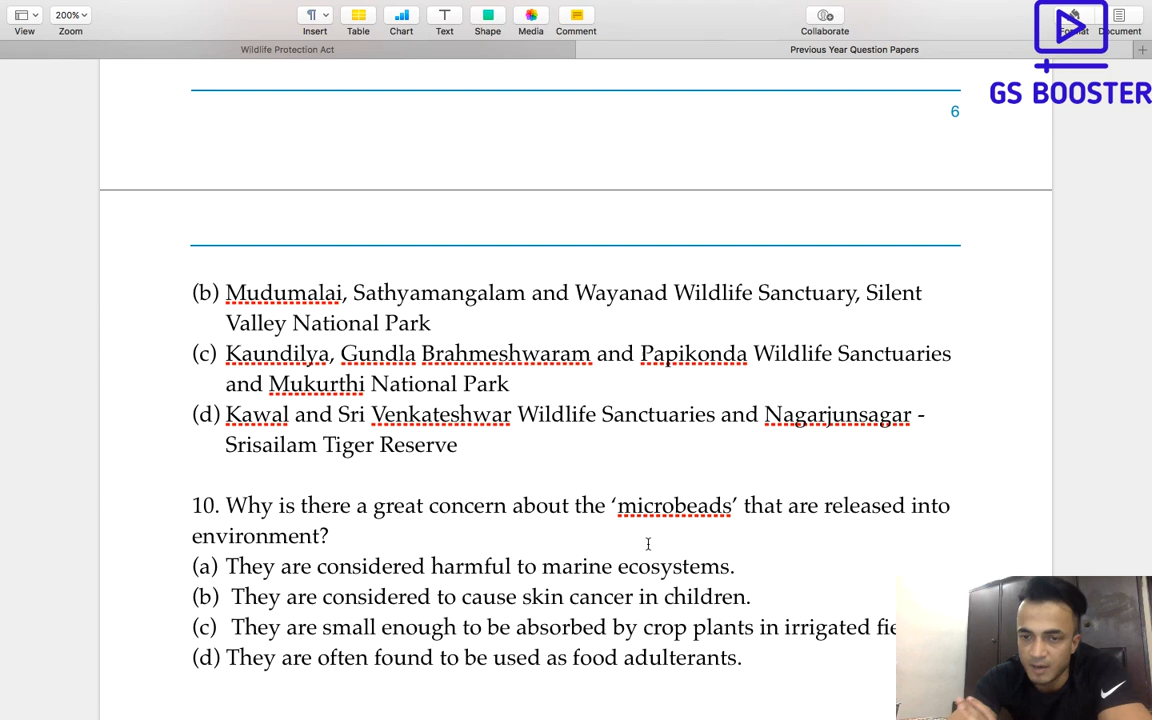 200%
View
Zoom
Insert
Table
Chart
Text
Shape
Media
Comment
Collaborate
Format
Document
Wildlife Protection Act
Previous Year Question Papers
GS BOOSTER
6
(b) Mudumalai, Sathyamangalam and Wayanad Wildlife Sanctuary, Silent
Valley National Park
(c) Kaundilya, Gundla Brahmeshwaram and Papikonda Wildlife Sanctuaries
and Mukurthi National Park
(d) Kawal and Sri Venkateshwar Wildlife Sanctuaries and Nagarjunsagar -
Srisailam Tiger Reserve
10. Why is there a great concern about the ‘microbeads’ that are released into
environment?
(a) They are considered harmful to marine ecosystems.
(b) They are considered to cause skin cancer in children.
(c) They are small enough to be absorbed by crop plants in irrigated
(d) They are often found to be used as food adulterants.